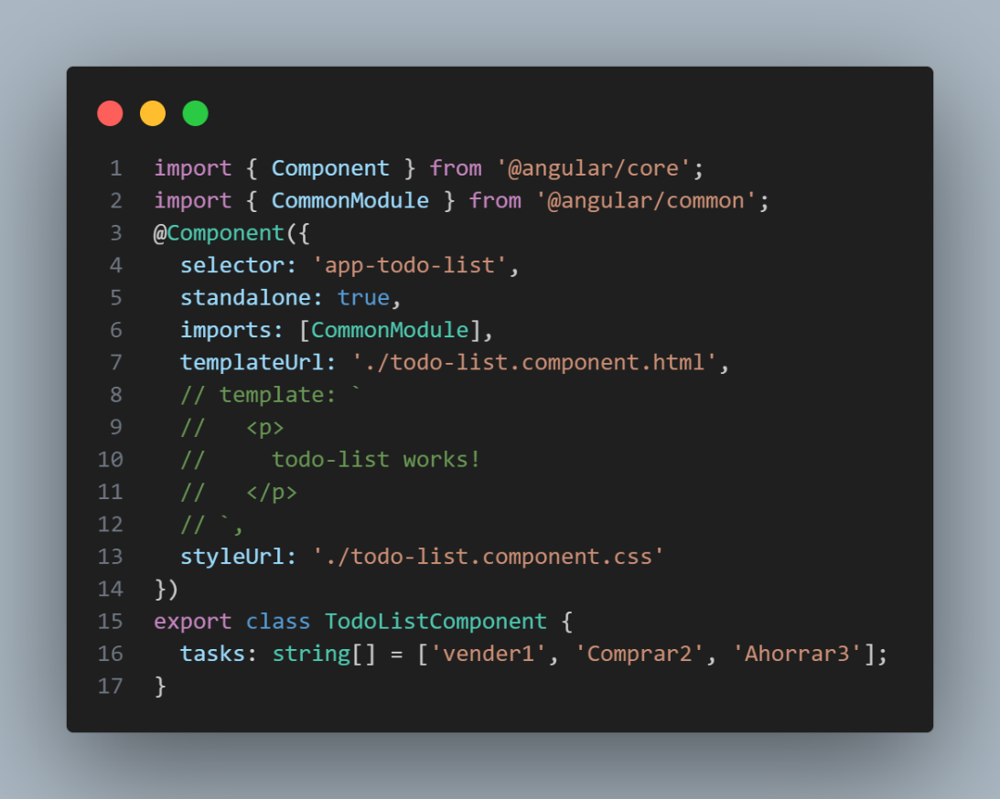 1 import { Component } from '@angular/core';
2 import { CommonModule } from '@angular/common';
3 @Component({
4   selector: 'app-todo-list',
5   standalone: true,
6   imports: [CommonModule],
7   templateUrl: './todo-list.component.html',
8   // template: `
9   //   <p>
10   //     todo-list works!
11   //   </p>
12   // `,
13   styleUrl: './todo-list.component.css'
14 })
15 export class TodoListComponent {
16   tasks: string[] = ['vender1', 'Comprar2', 'Ahorrar3'];
17 }